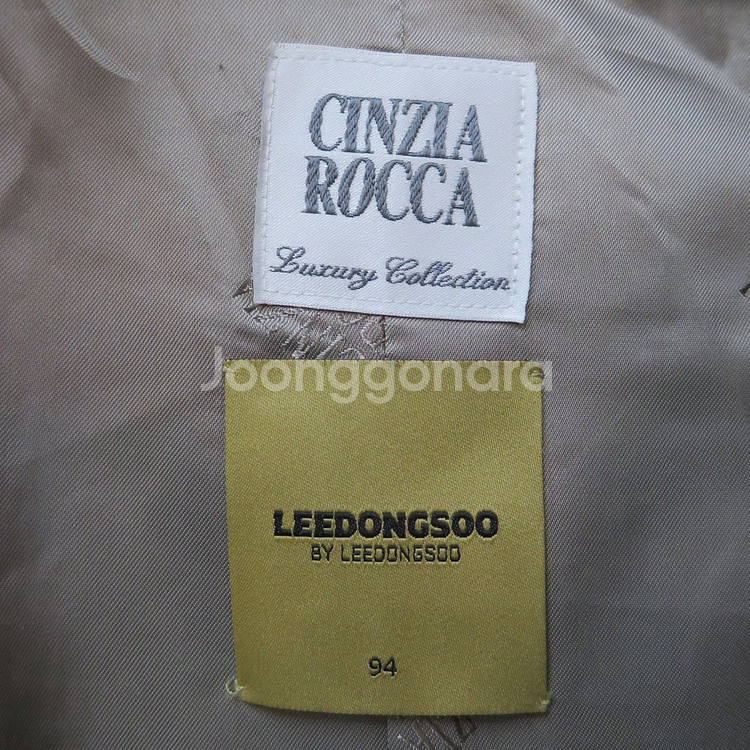 CINZIA
ROCCA
Luxury Collection
Joonggonara
LEEDONGSOO
BY LEEDONGSOO
94